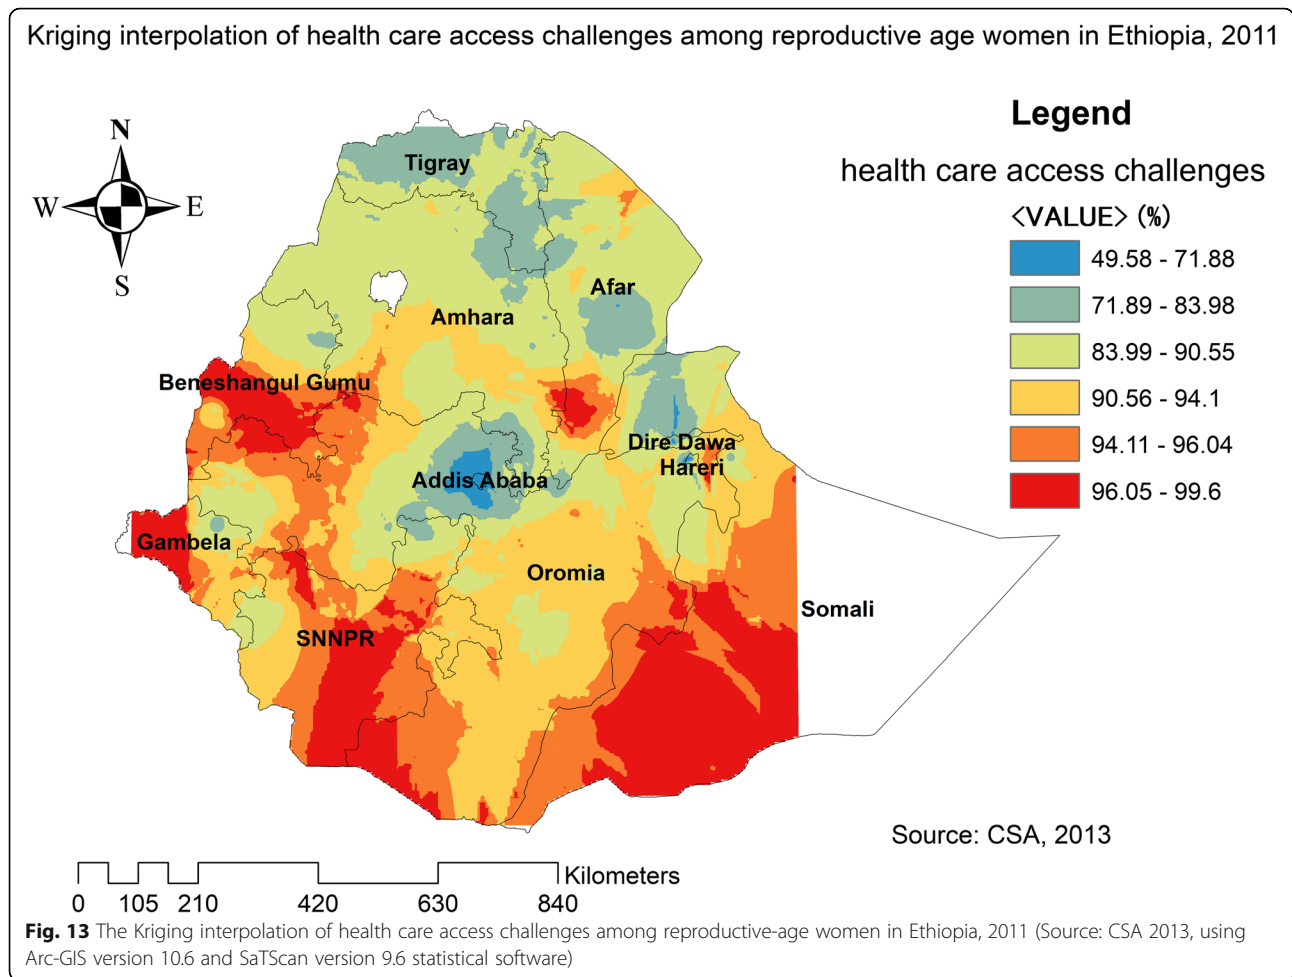 Kriging interpolation of health care access challenges among reproductive age women in Ethiopia, 2011
N
W
E
S
Legend
health care access challenges
<VALUE> (%)
49.58 - 71.88
71.89 - 83.98
83.99 - 90.55
90.56 - 94.1
94.11 - 96.04
96.05 - 99.6
Tigray
Afar
Amhara
Beneshangul Gumu
Dire Dawa
Hareri
Addis Ababa
Gambela
Oromia
Somali
SNNPR
Source: CSA, 2013
Kilometers
0 105 210 420 630 840
Fig. 13 The Kriging interpolation of health care access challenges among reproductive-age women in Ethiopia, 2011 (Source: CSA 2013, using
Arc-GIS version 10.6 and SaTScan version 9.6 statistical software)